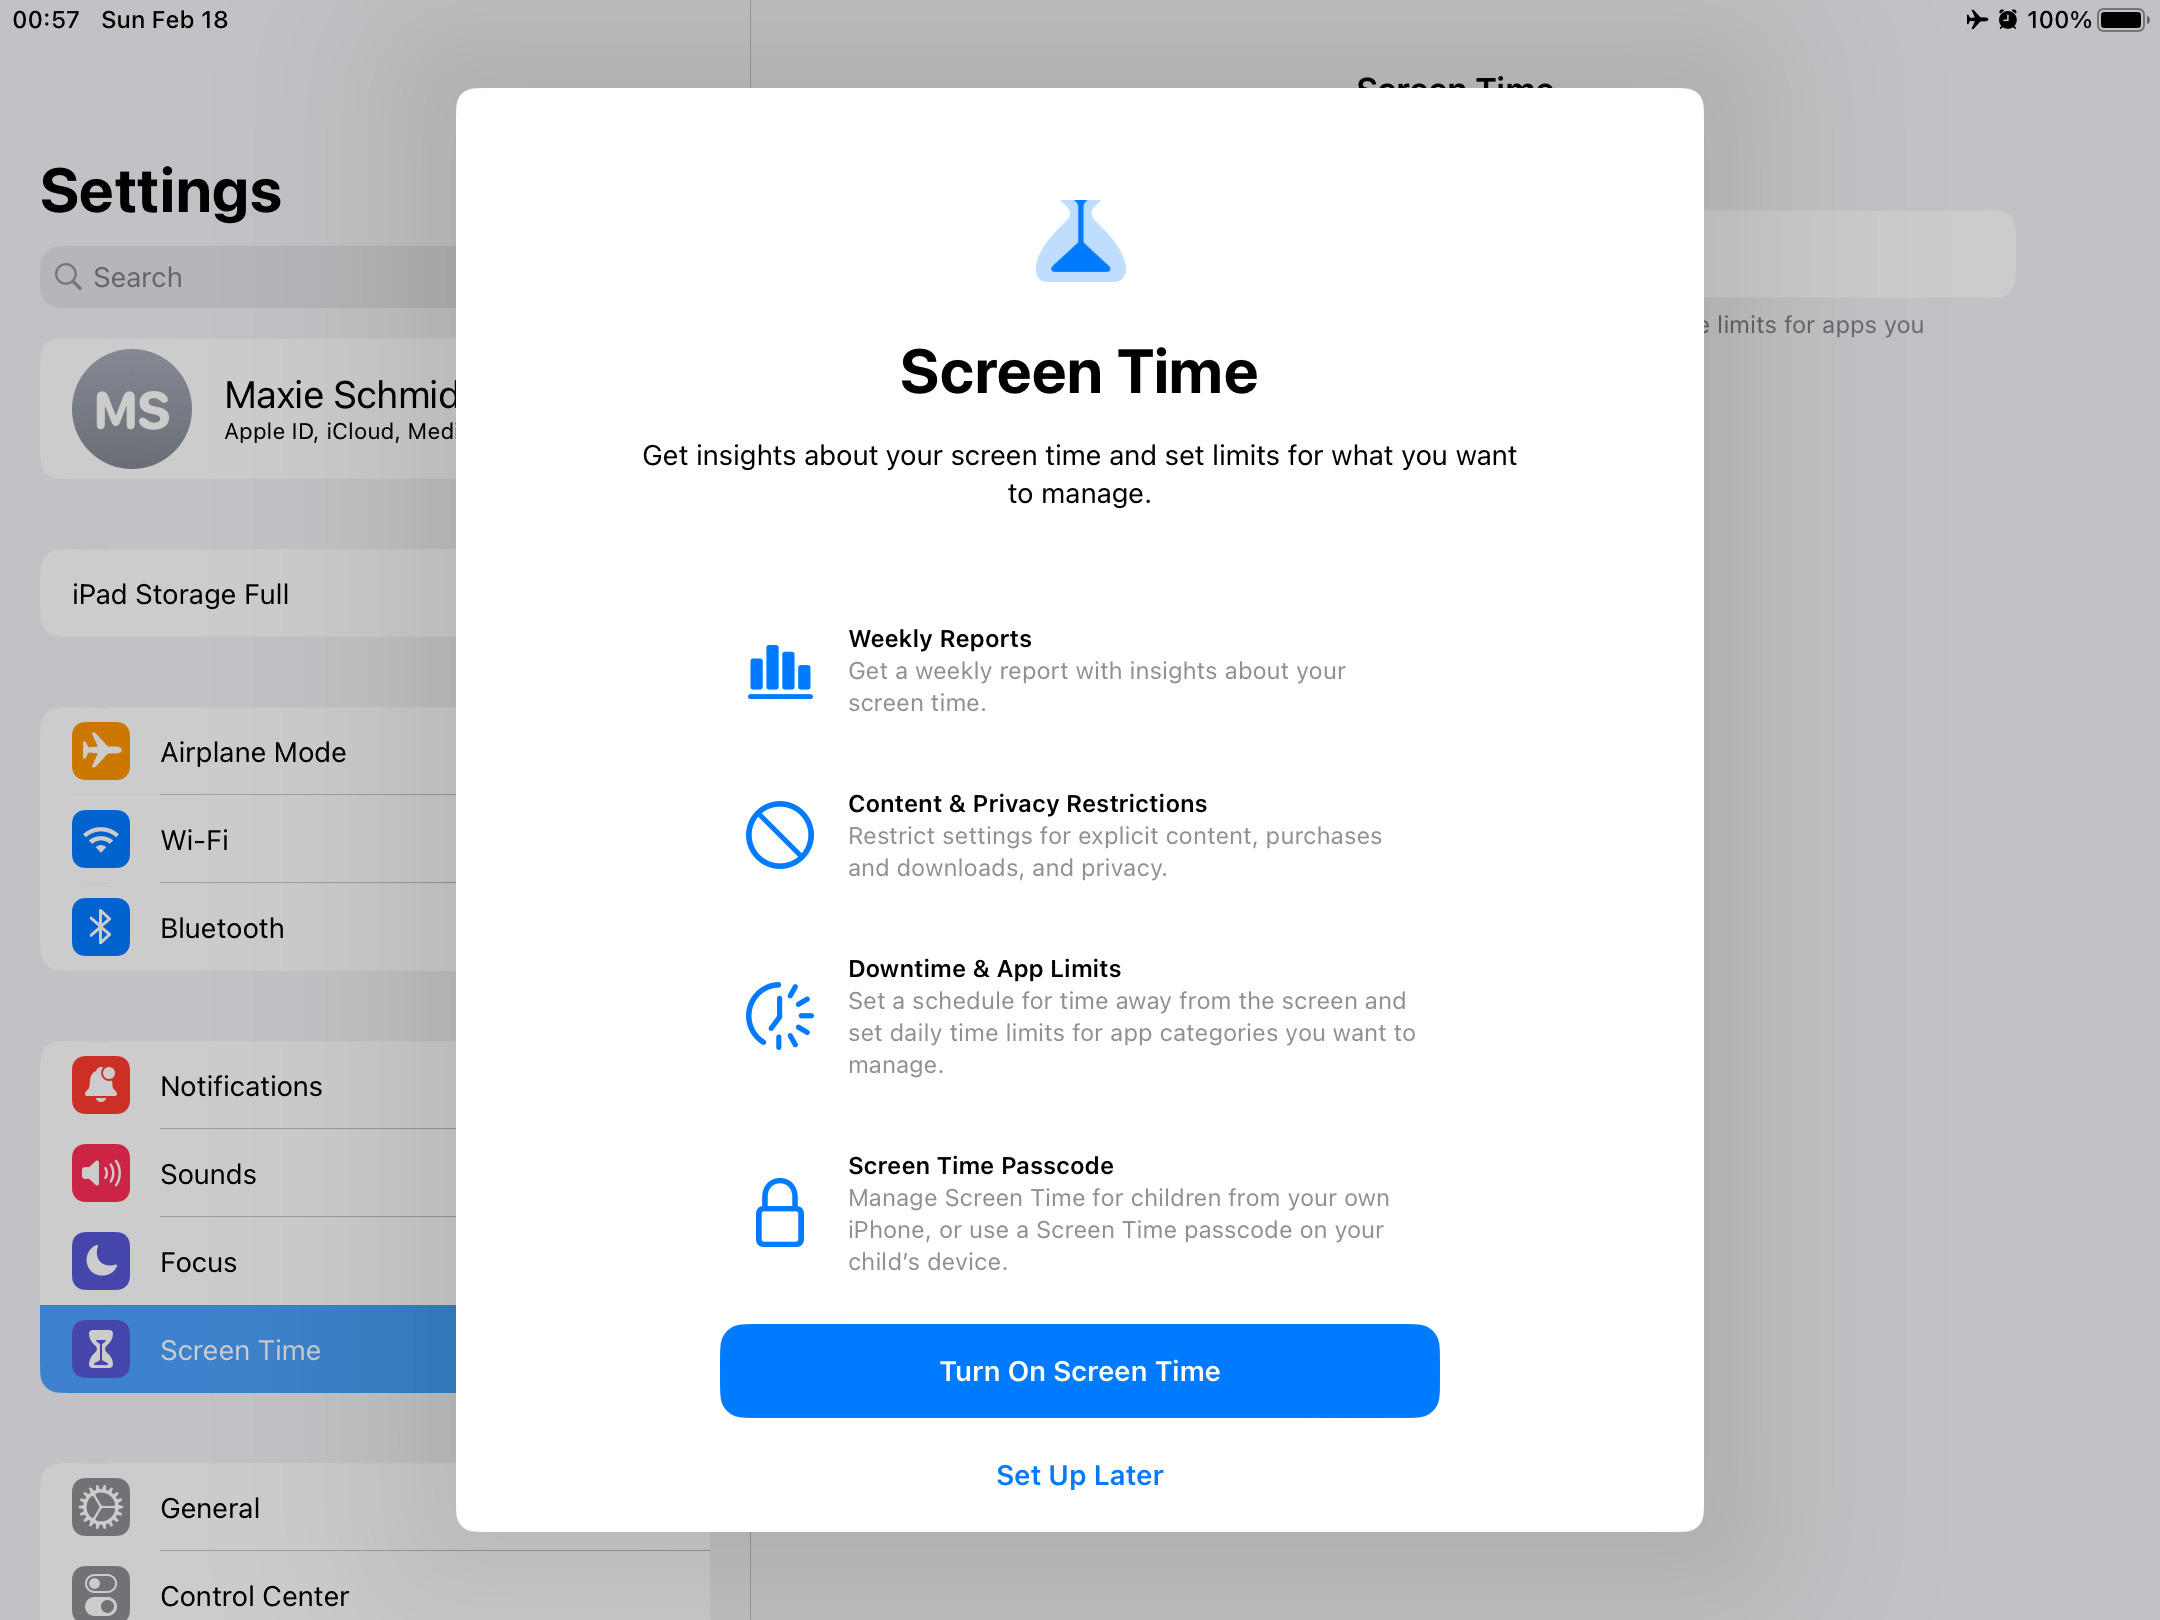 00:57 Sun Feb 18
100%
Screen Time
Settings
Search
MS
Maxie Schmid
Apple ID, iCloud, Medi
iPad Storage Full
Airplane Mode
Wi-Fi
Bluetooth
Notifications
Sounds
Focus
Screen Time
General
Control Center
limits for apps you
Screen Time
Get insights about your screen time and set limits for what you want
to manage.
Weekly Reports
Get a weekly report with insights about your
screen time.
Content & Privacy Restrictions
Restrict settings for explicit content, purchases
and downloads, and privacy.
Downtime & App Limits
Set a schedule for time away from the screen and
set daily time limits for app categories you want to
manage.
Screen Time Passcode
Manage Screen Time for children from your own
iPhone, or use a Screen Time passcode on your
child’s device.
Turn On Screen Time
Set Up Later